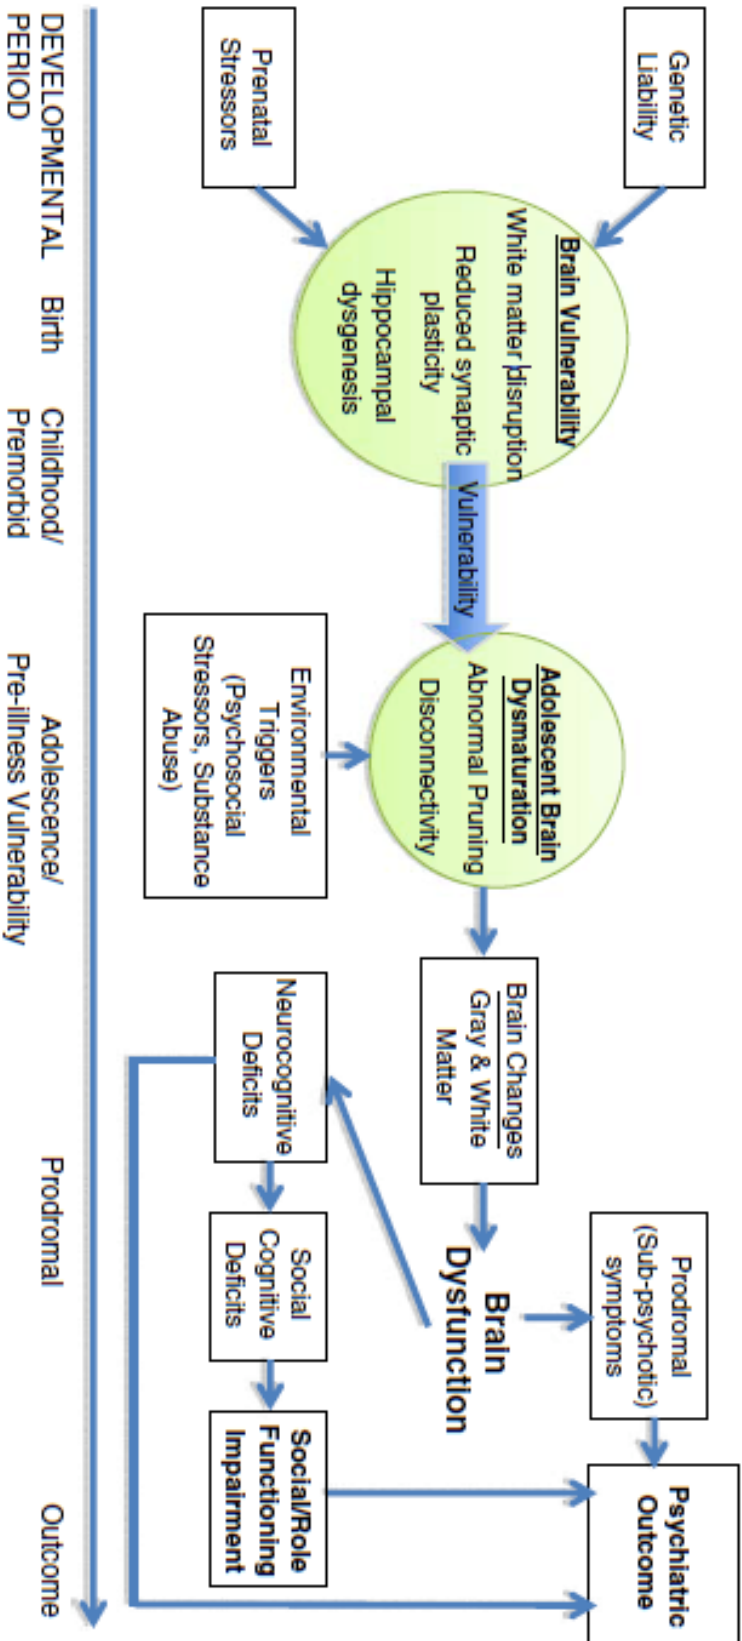 Genetic
Liability
Prenatal
Stressors
Brain Vulnerability
White matter disruption
Reduced synaptic
plasticity
Hippocampal
dysgenesis
Vulnerability
Adolescent Brain
Dysmaturation
Abnormal Pruning
Disconnectivity
Environmental
Triggers
(Psychosocial
Stressors, Substance
Abuse)
Brain Changes
Gray & White
Matter
Brain
Dysfunction
Prodromal
(Sub-psychotic)
symptoms
Psychiatric
Outcome
Neurocognitive
Deficits
Social
Cognitive
Deficits
Social/Role
Functioning
Impairment
DEVELOPMENTAL
PERIOD
Birth
Childhood/
Premorbid
Adolescence/
Pre-illness Vulnerability
Prodromal
Outcome